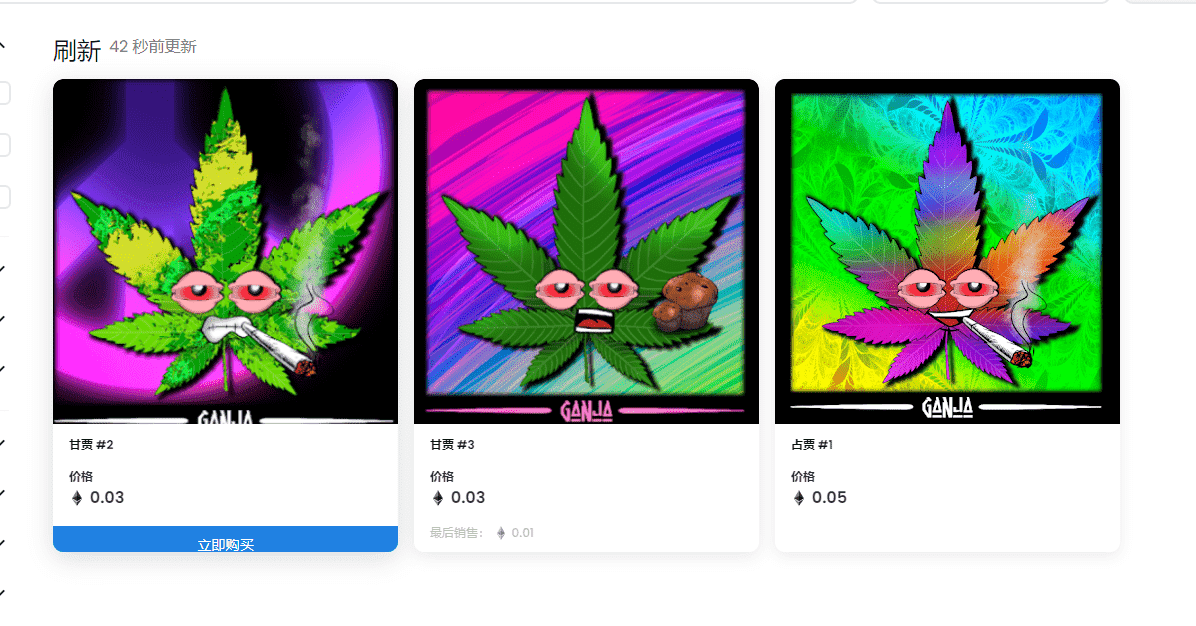 刷新 42 秒前更新
GANJA
GANJA
GANJA
甘贾 #2
甘贾 #3
占贾 #1
价格
价格
价格
0.03
0.03
0.05
最后销售： 0.01
立即购买